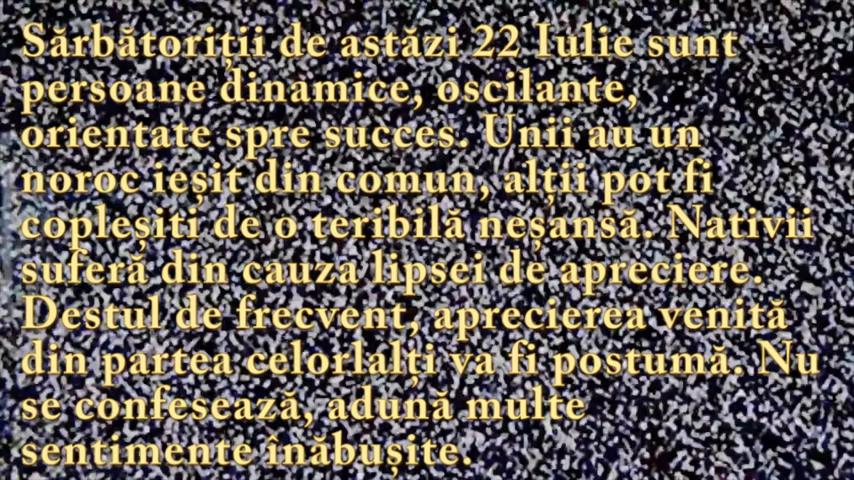 Sărbătoriții de astăzi 22 Iulie sunt
persoane dinamice, oscilante,
orientate spre succes. Unii au un
noroc ieșit din comun, alții pot fi
copleșiti de o teribilă neșansă. Nativii
suferă din cauza lipsei de apreciere.
Destul de frecvent, aprecierea venită
din partea celorlalți va fi postumă. Nu
se confesează, adună multe
sentimente înăbușite.